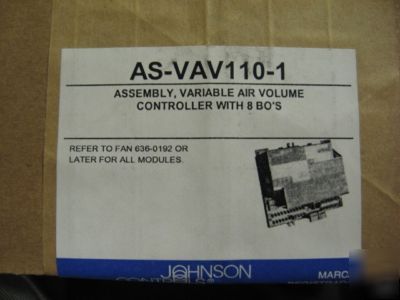 AS-VAV110-1
ASSEMBLY, VARIABLE AIR VOLUME
CONTROLLER WITH 8 BO'S
REFER TO FAN 636-0192 OR
LATER FOR ALL MODULES.
JOHNSON
CONTROLS®